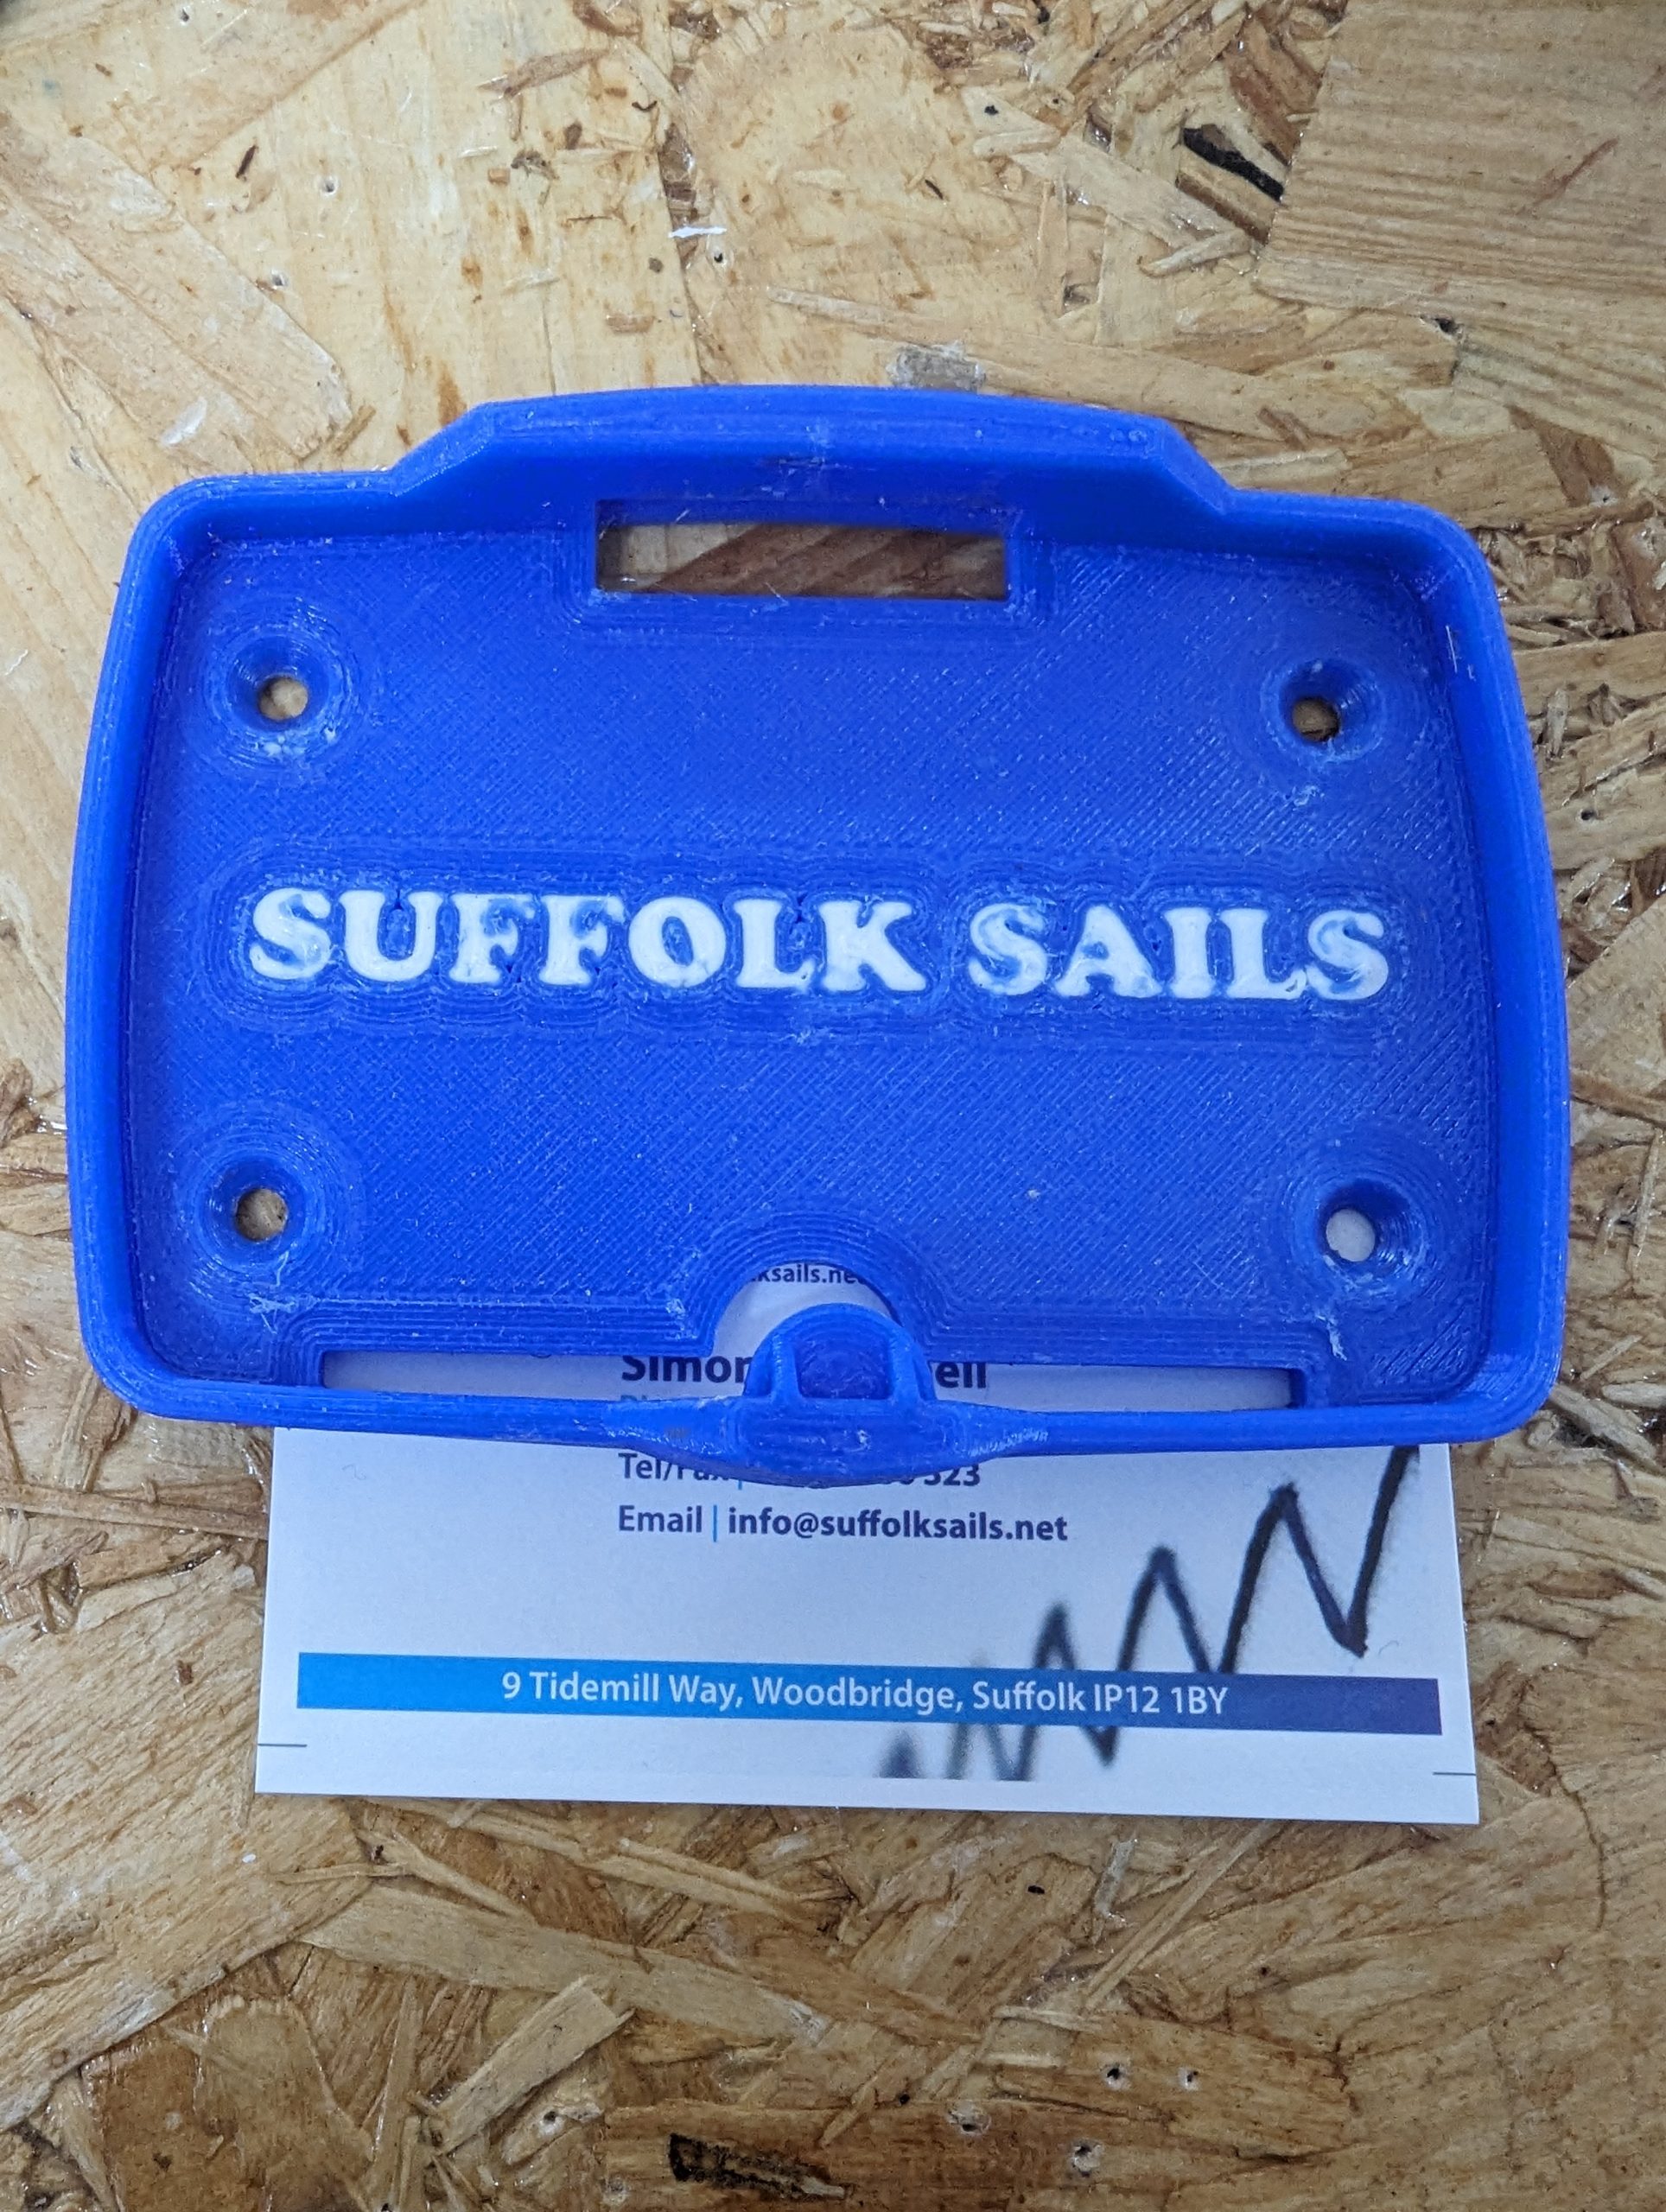 SUFFOLK SAILS
Email | info@suffolksails.net
9 Tidemill Way, Woodbridge, Suffolk IP12 1BY